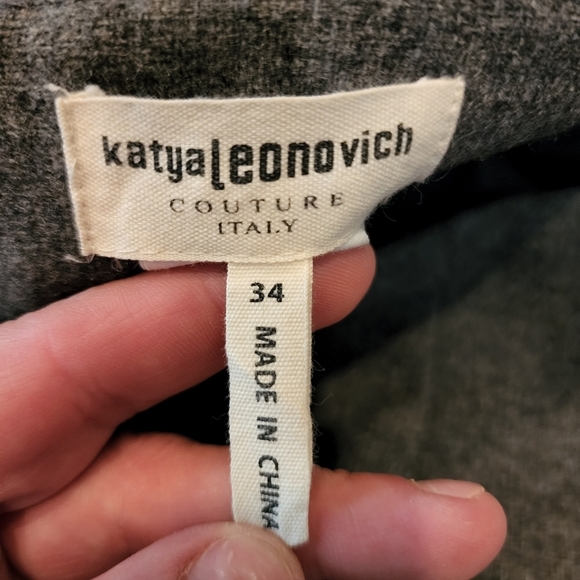 katyaleonovich
COUTURE
ITALY
34
MADE IN CHINA